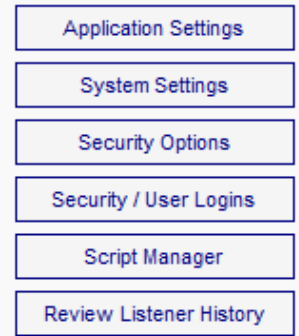 Application Settings
System Settings
Security Options
Security / User Logins
Script Manager
Review Listener History